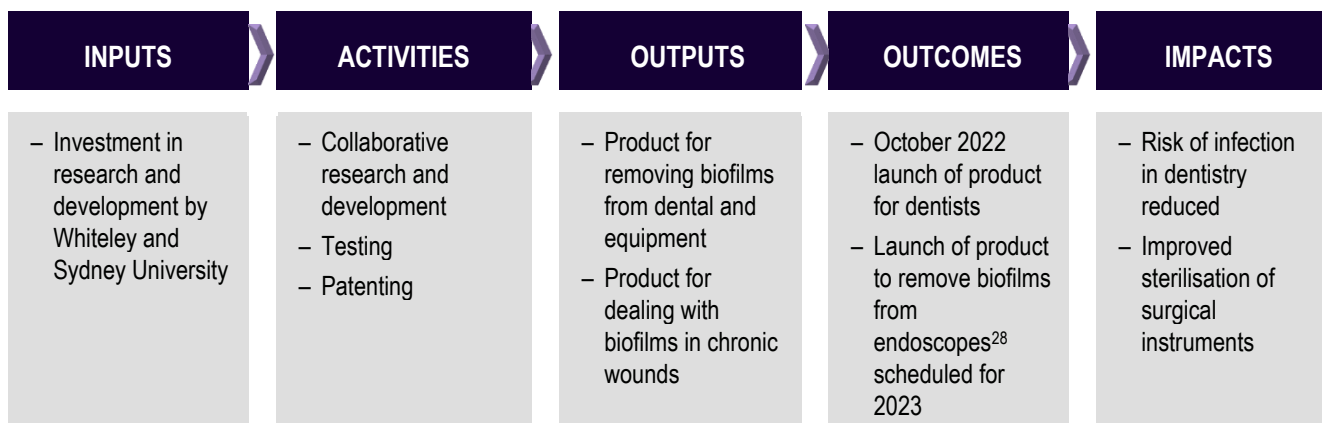 INPUTS
ACTIVITIES
OUTPUTS
OUTCOMES
IMPACTS
– Investment in
research and
development by
Whiteley and
Sydney University
– Collaborative
research and
development
– Testing
– Patenting
– Product for
removing biofilms
from dental and
equipment
– Product for
dealing with
biofilms in chronic
wounds
– October 2022
launch of product
for dentists
– Launch of product
to remove biofilms
from
endoscopes²⁸
scheduled for
2023
– Risk of infection
in dentistry
reduced
– Improved
sterilisation of
surgical
instruments